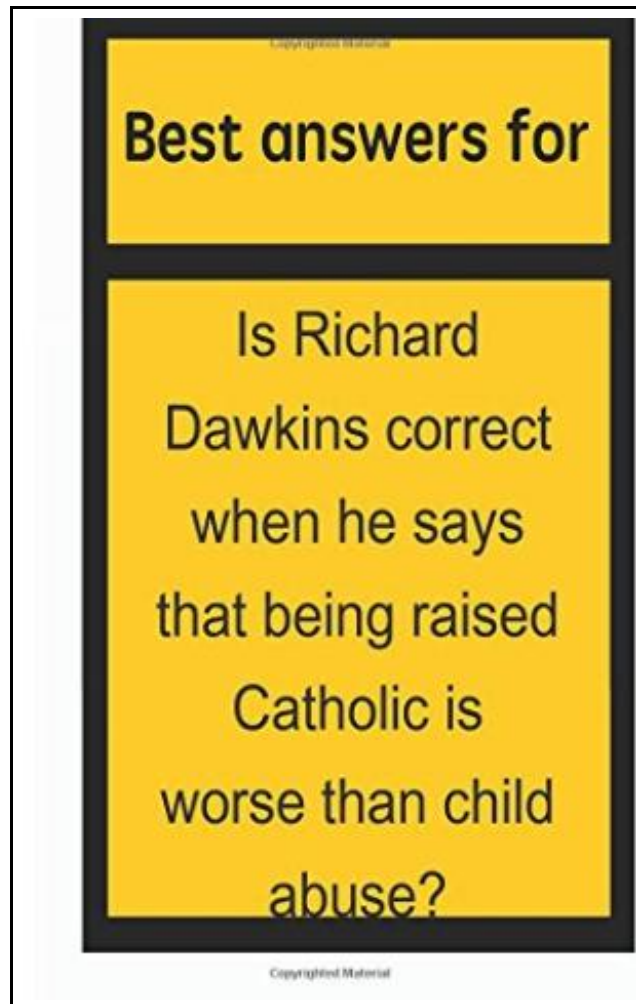 Copyrighted Material
Best answers for
Is Richard
Dawkins correct
when he says
that being raised
Catholic is
worse than child
abuse?
Copyrighted Material